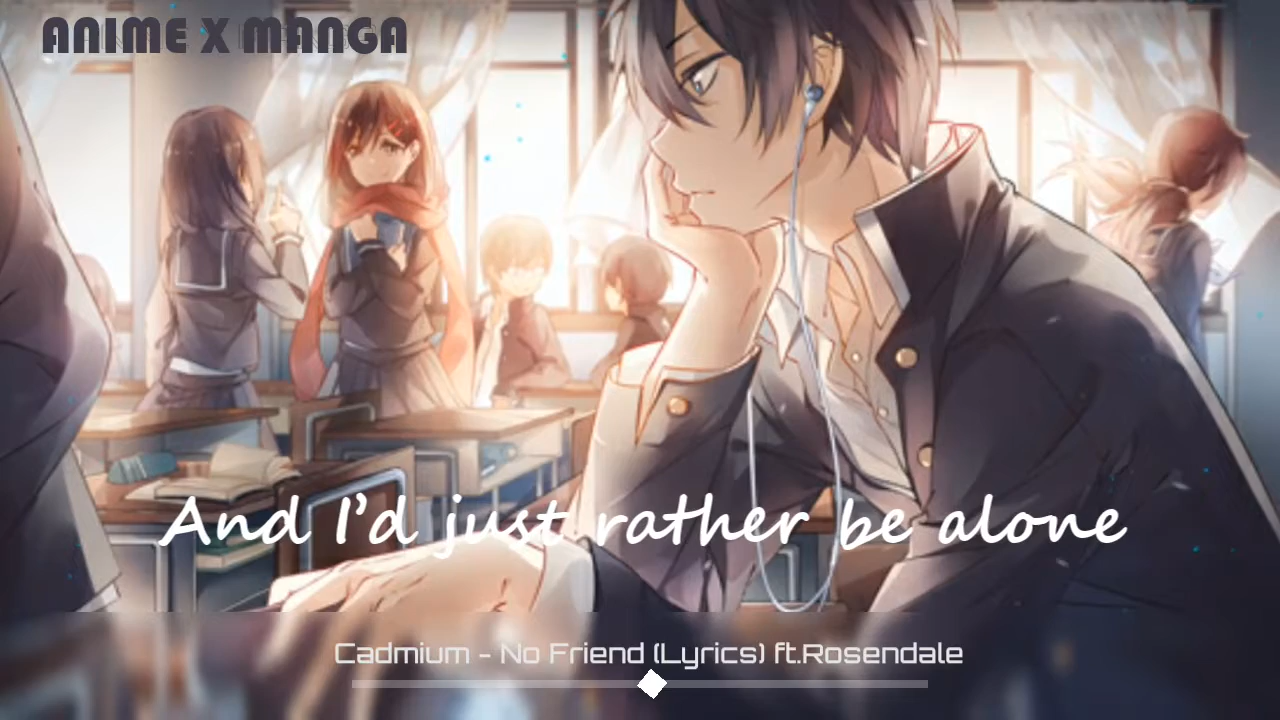 ANIME X MANGA
And I'd just rather be alone
Cadmium - No Friend (Lyrics) ft.Rosendale